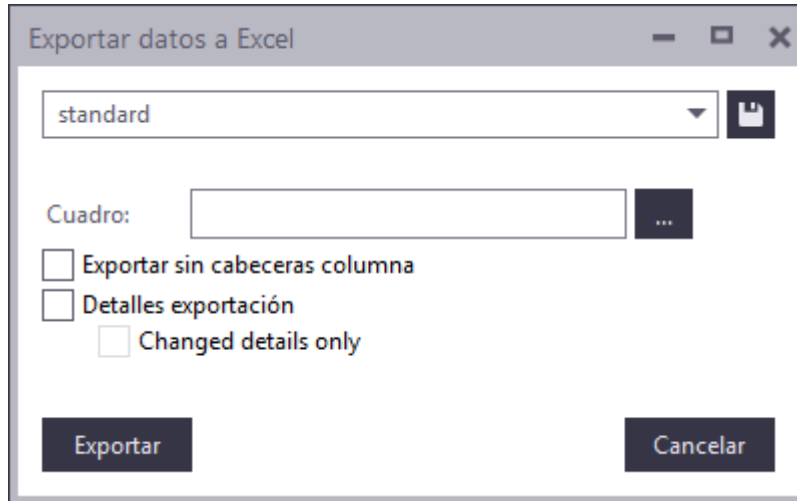 Exportar datos a Excel
standard
Cuadro:
...
Exportar sin cabeceras columna
Detalles exportación
Changed details only
Exportar
Cancelar